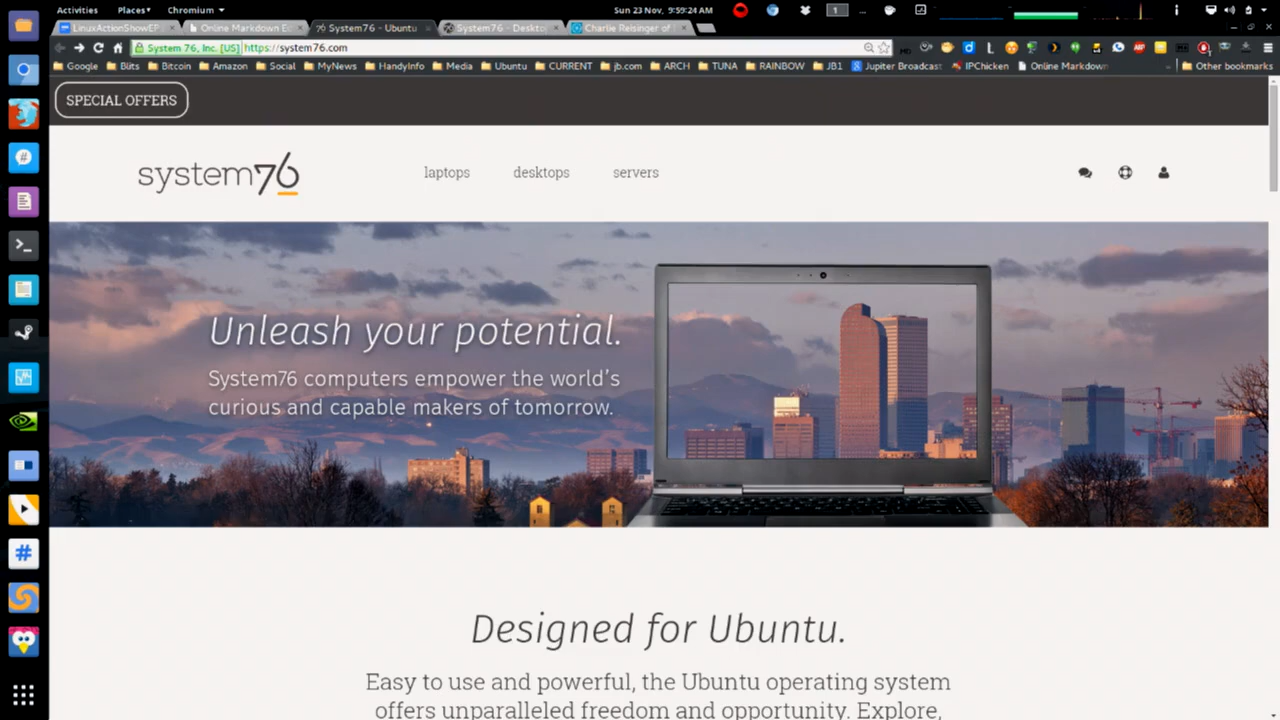 Activities Places Chromium Sun 23 Nov, 9:59:24 AM 1
LinuxActionShowEP Online Markdown E System76 - Ubuntu System76 - Desktop Charlie Reisinger of
System 76, Inc. [US] https://system76.com
Google Blits Bitcoin Amazon Social MyNews HandyInfo Media Ubuntu CURRENT jb.com ARCH TUNA RAINBOW JB1 Jupiter Broadcast IPChicken Online Markdown Other bookmarks
SPECIAL OFFERS
system76 laptops desktops servers
Unleash your potential.
System76 computers empower the world's
curious and capable makers of tomorrow.
Designed for Ubuntu.
Easy to use and powerful, the Ubuntu operating system
offers unparalleled freedom and opportunity. Explore,